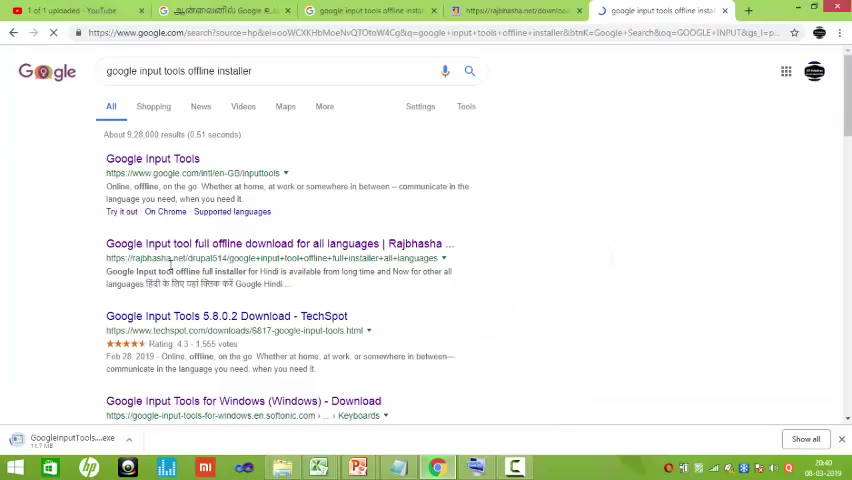 1 of 1 uploaded - YouTube
ஆன்லைனில் Google உ
google input tools offline insta
https://rajbhasha.net/download
google input tools offline insta
https://www.google.com/search?source=hp&ei=ooWCXKHbMcqNvQTOtoW4Cg&q=google+input+tools+offline+installer&btnK=Google+Search&oq=GOOGLE+INPUT&gs_l=p...
Google
google input tools offline installer
All Shopping News Videos Maps More Settings Tools
About 9,28,000 results (0.51 seconds)
Google Input Tools
https://www.google.com/intl/en-GB/inputtools
Online, offline, on the go Whether at home, at work or somewhere in between – communicate in the
language you need, when you need it.
Try it out · On Chrome · Supported languages
Google Input tool full offline download for all languages | Rajbhasha ...
https://rajbhasha.net/drupal514/google+input+tool+offline+full+installer+all+languages
Google Input tool offline full installer for Hindi is available from long time and Now for other all
languages हिंदी के लिए यहां क्लिक करें Google Hindi ...
Google Input Tools 5.8.0.2 Download - TechSpot
https://www.techspot.com/downloads/6817-google-input-tools.html
Rating: 4.3 - 1,555 votes
Feb 28, 2019 - Online, offline, on the go Whether at home, at work or somewhere in between—
communicate in the language you need, when you need it.
Google Input Tools for Windows (Windows) - Download
https://google-input-tools-for-windows.en.softonic.com › ... › Keyboards
GoogleInputTools....exe
11.7 MB
Show all
hp
20:40
08-03-2019